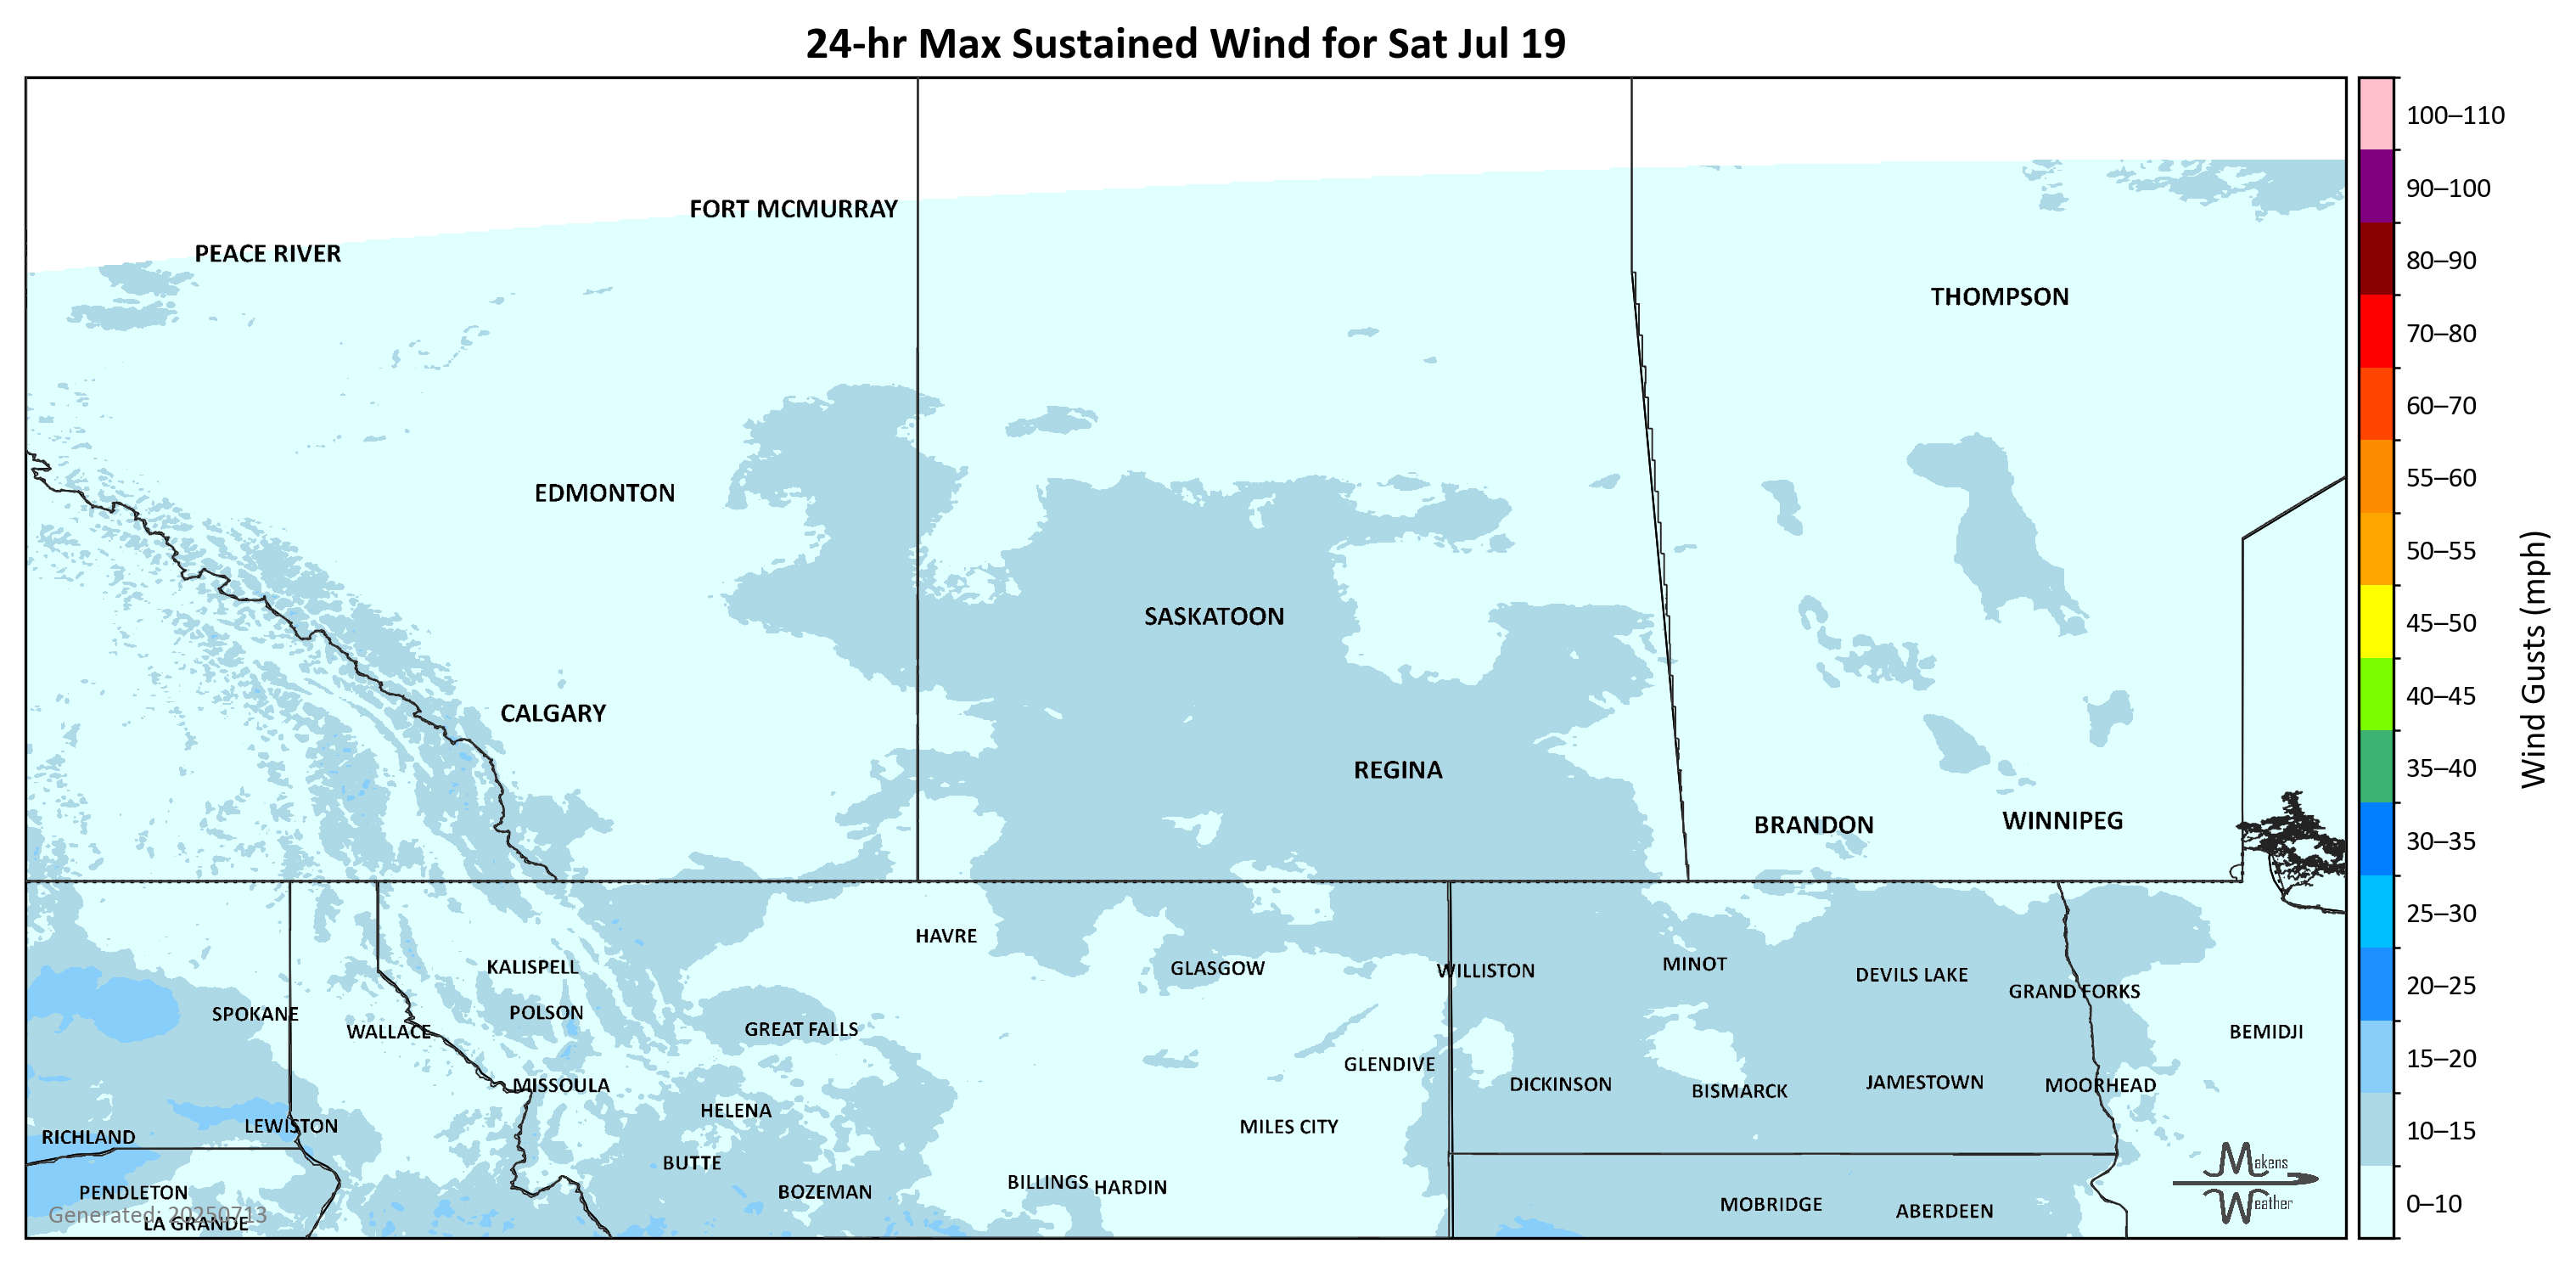 24-hr Max Sustained Wind for Sat Jul 19
100–110
90–100
80–90
70–80
60–70
55–60
50–55
45–50
40–45
35–40
30–35
25–30
20–25
15–20
10–15
0–10
Wind Gusts (mph)
FORT MCMURRAY
PEACE RIVER
THOMPSON
EDMONTON
SASKATOON
CALGARY
REGINA
BRANDON
WINNIPEG
HAVRE
KALISPELL
GLASGOW
WILLISTON
MINOT
DEVILS LAKE
GRAND FORKS
SPOKANE
POLSON
WALLACE
GREAT FALLS
BEMIDJI
GLENDIVE
MISSOULA
DICKINSON
BISMARCK
JAMESTOWN
MOORHEAD
HELENA
LEWISTON
MILES CITY
RICHLAND
BUTTE
PENDLETON
BOZEMAN
BILLINGS
HARDIN
MOBRIDGE
ABERDEEN
Generated: 20250713
LA GRANDE
Makens
Weather